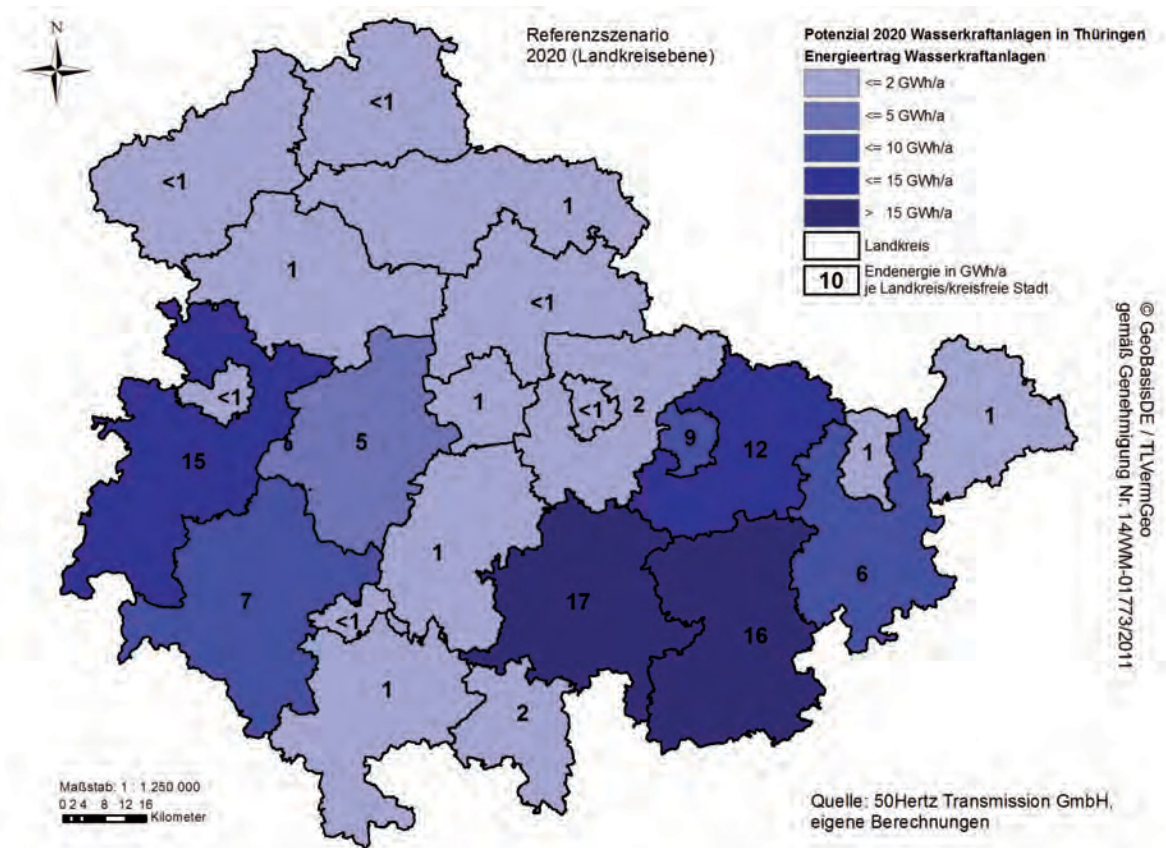 N
Referenzszenario
2020 (Landkreisebene)
Potenzial 2020 Wasserkraftanlagen in Thüringen
Energieertrag Wasserkraftanlagen
<= 2 GWh/a
<= 5 GWh/a
<= 10 GWh/a
<= 15 GWh/a
> 15 GWh/a
Landkreis
10
Endenergie in GWh/a
je Landkreis/kreisfreie Stadt
<1
<1
1
1
<1
<1
1
<1
2
15
5
9
12
1
1
1
7
17
6
<1
16
1
2
© GeoBasisDE / TLVermGeo
gemäß Genehmigung Nr. 14/WM-01773/2011
Maßstab: 1 : 1.250.000
0 2 4 8 12 16
Kilometer
Quelle: 50Hertz Transmission GmbH,
eigene Berechnungen